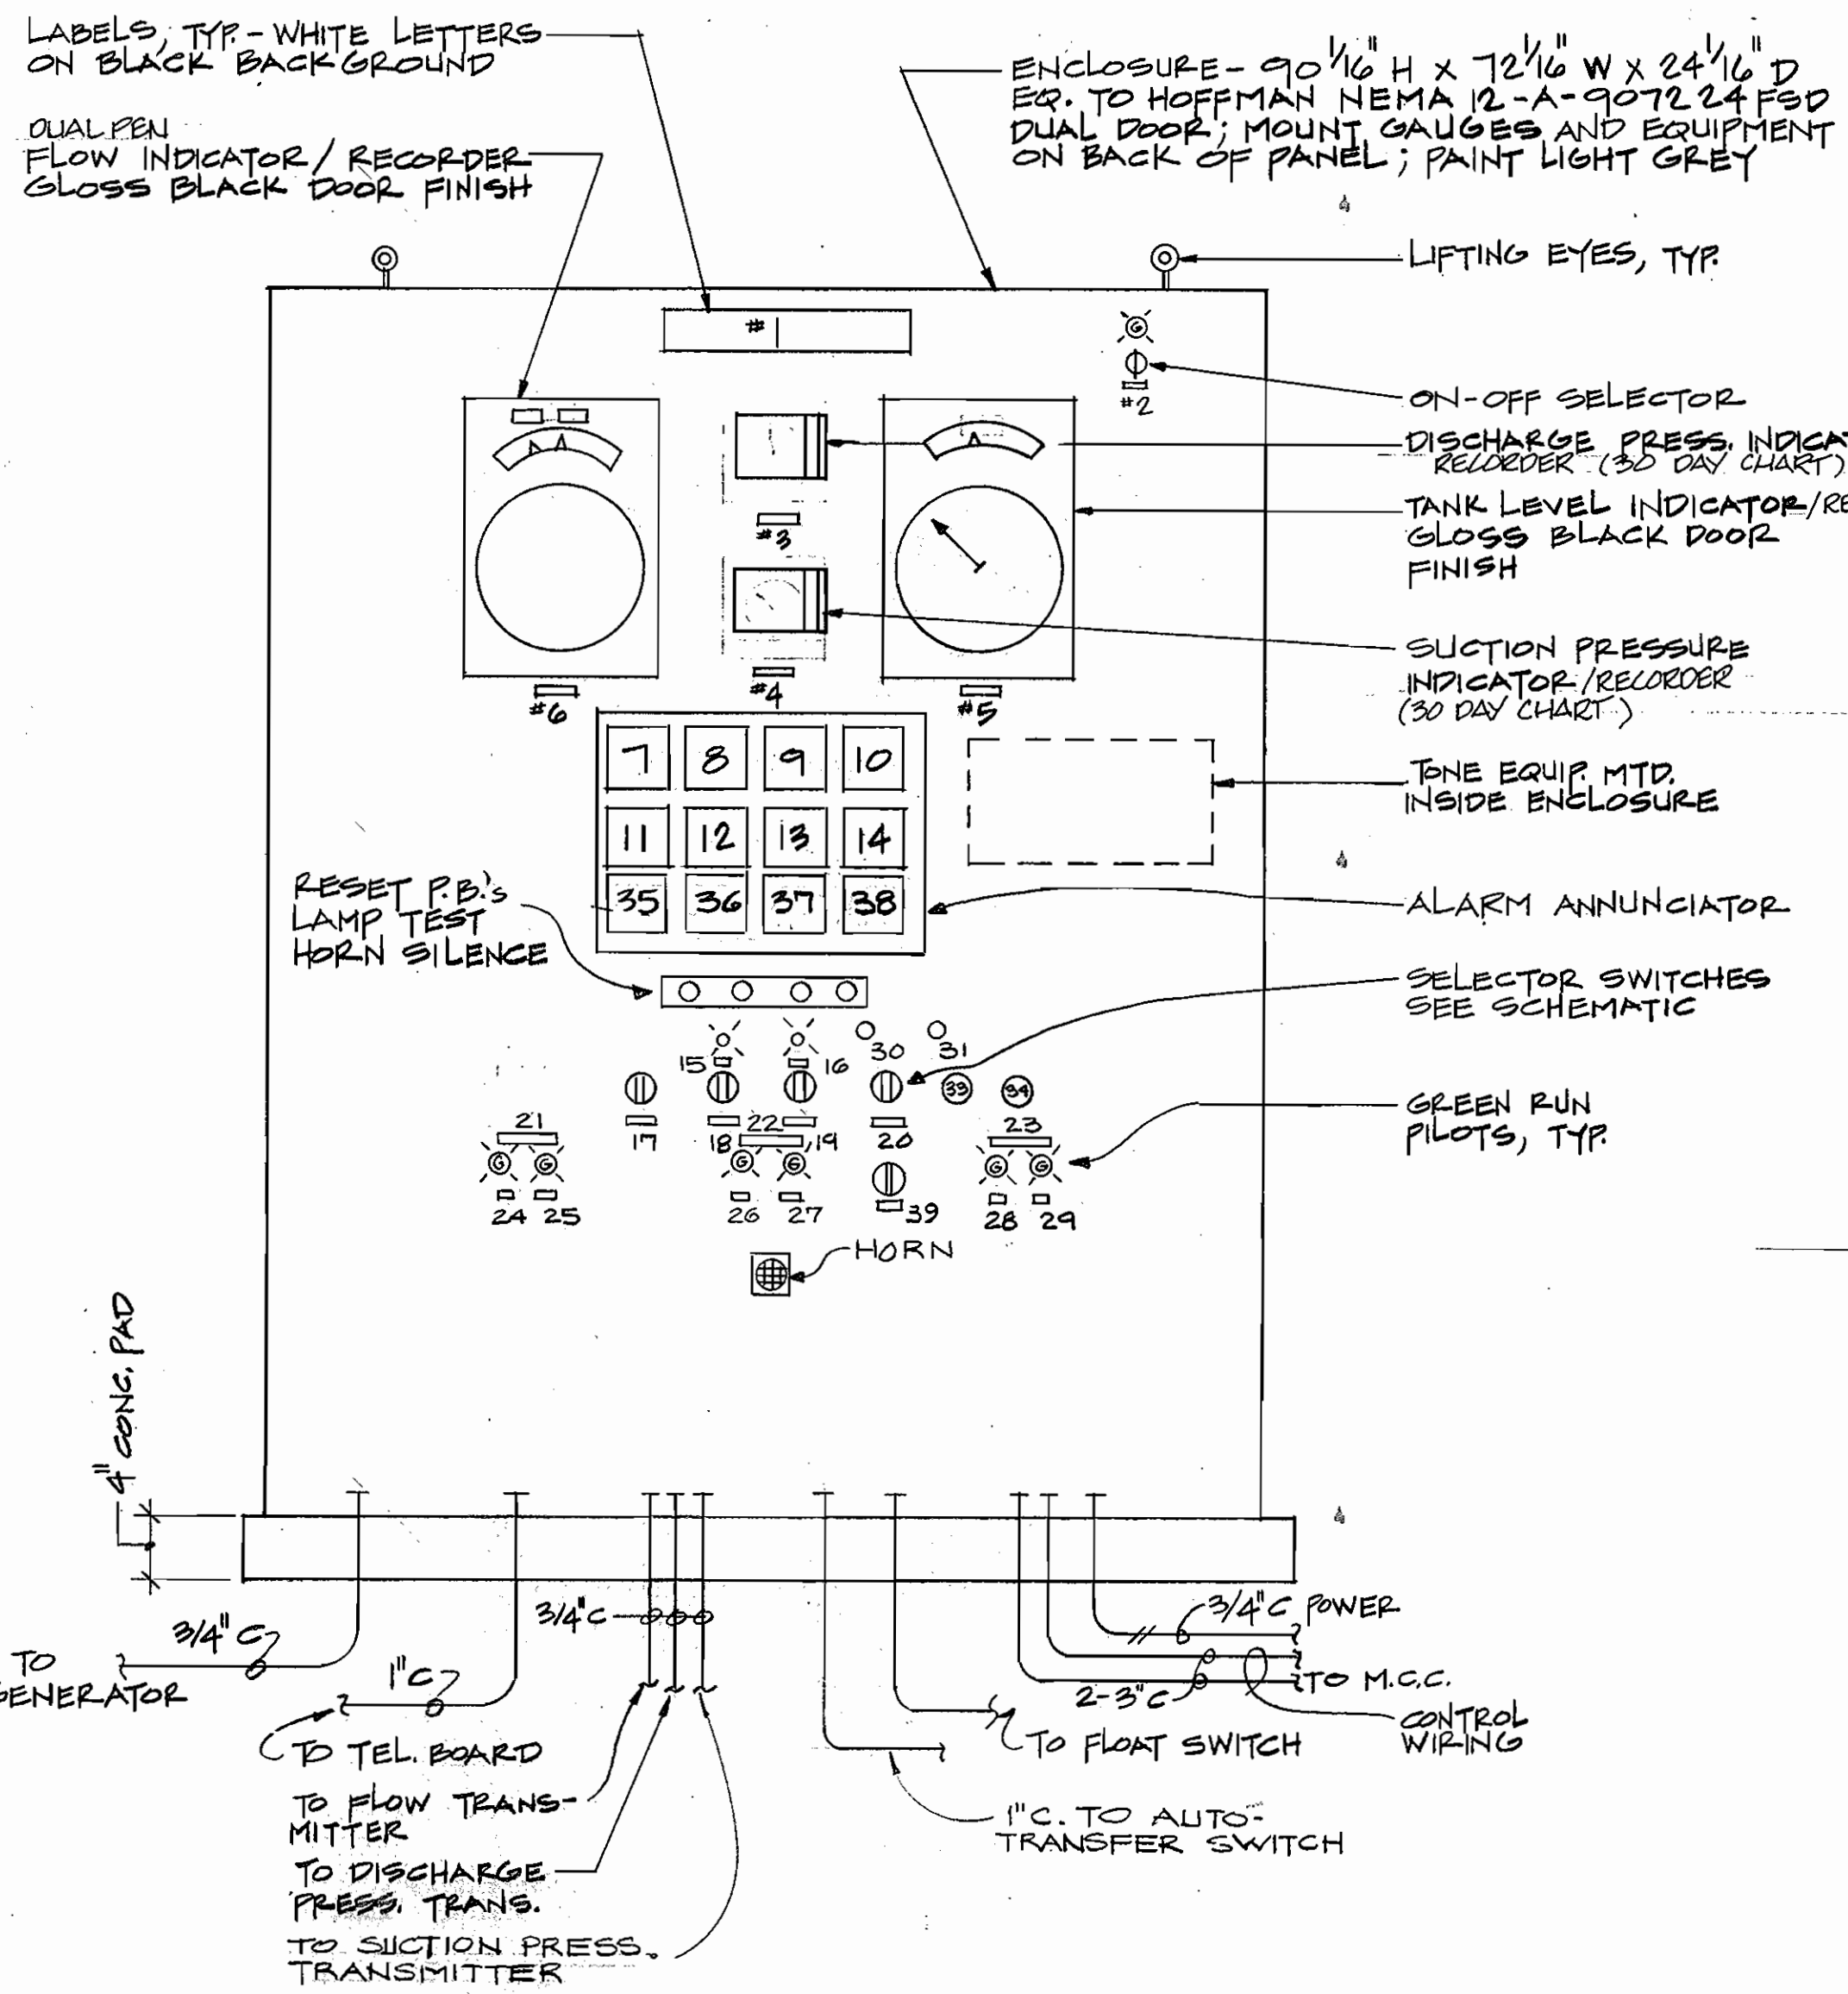 LABELS, TYP. - WHITE LETTERS
ON BLACK BACKGROUND
DUAL PEN
FLOW INDICATOR/RECORDER
GLOSS BLACK DOOR FINISH
ENCLOSURE - 90 1/16" H X 72 1/16" W X 24 1/16" D
EQ. TO HOFFMAN NEMA 12-A-907224FSD
DUAL DOOR; MOUNT GAUGES AND EQUIPMENT
ON BACK OF PANEL; PAINT LIGHT GREY
LIFTING EYES, TYP.
#1
G
#2
ON-OFF SELECTOR
DISCHARGE PRESS. INDICAT
RECORDER (30 DAY CHART)
TANK LEVEL INDICATOR/RE
GLOSS BLACK DOOR
FINISH
#3
SUCTION PRESSURE
INDICATOR/RECORDER
(30 DAY CHART)
#4
#6
#5
7 8 9 10
11 12 13 14
35 36 37 38
TONE EQUIP. MTD.
INSIDE ENCLOSURE
RESET P.B.'s
LAMP TEST
HORN SILENCE
ALARM ANNUNCIATOR
SELECTOR SWITCHES
SEE SCHEMATIC
15 16 30 31
33 34
GREEN RUN
PILOTS, TYP.
21 17 18 22 19 20 23
G G G G G G
24 25 26 27 39 28 29
HORN
4" CONC. PAD
3/4" C
TO
GENERATOR
1" C
TO TEL. BOARD
3/4" C
TO FLOW TRANS-
MITTER
TO DISCHARGE
PRESS. TRANS.
TO SUCTION PRESS.
TRANSMITTER
3/4" C POWER
2-3" C
TO M.C.C.
CONTROL
WIRING
TO FLOAT SWITCH
1" C. TO AUTO-
TRANSFER SWITCH